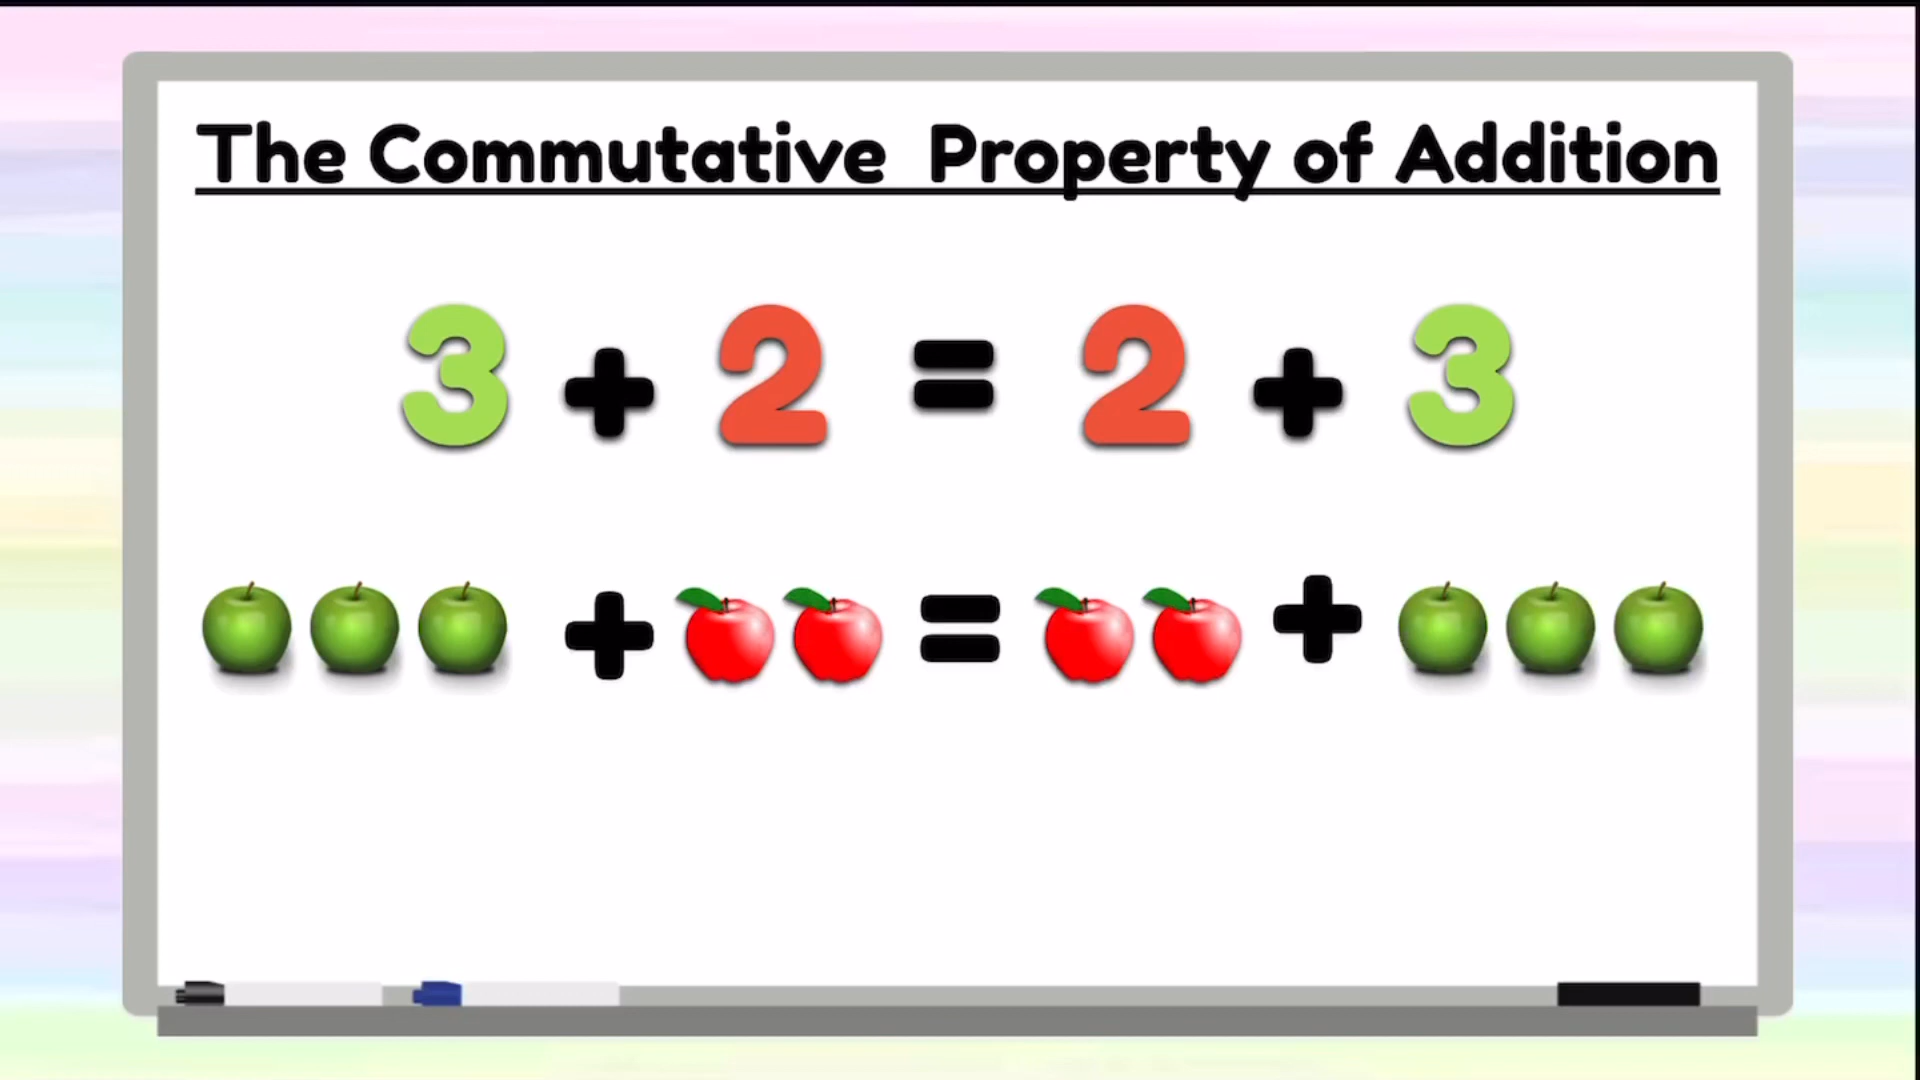 The Commutative Property of Addition
3 + 2 = 2 + 3
+ = +